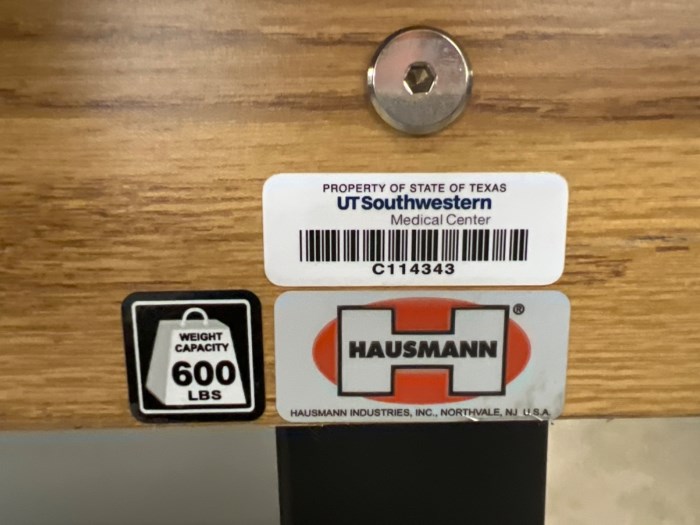 PROPERTY OF STATE OF TEXAS
UTSouthwestern
Medical Center
C114343
WEIGHT
CAPACITY
600
LBS
HAUSMANN®
HAUSMANN INDUSTRIES, INC., NORTHVALE, NJ U.S.A.